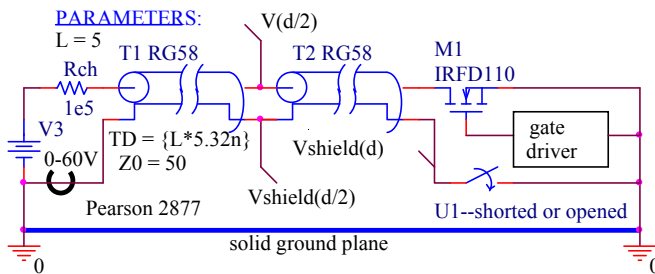 PARAMETERS:
L = 5
V(d/2)
T1 RG58
T2 RG58
M1
IRFD110
Rch
1e5
V3
0-60V
TD = {L*5.32n}
Z0 = 50
Vshield(d)
gate
driver
Vshield(d/2)
Pearson 2877
U1--shorted or opened
solid ground plane
0
0